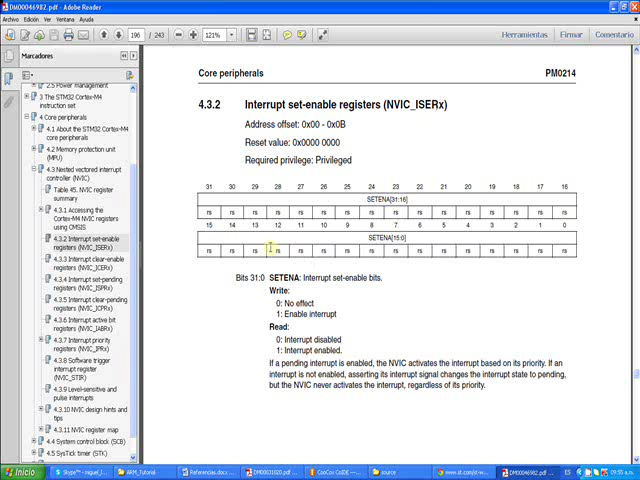 DM00046982.pdf - Adobe Reader
Archivo Edición Ver Ventana Ayuda
196 / 243
121%
Herramientas Firmar Comentario
Marcadores
2.5 Power management
3 The STM32 Cortex-M4
instruction set
4 Core peripherals
4.1 About the STM32 Cortex-M4
core peripherals
4.2 Memory protection unit
(MPU)
4.3 Nested vectored interrupt
controller (NVIC)
Table 45. NVIC register
summary
4.3.1 Accessing the
Cortex-M4 NVIC registers
using CMSIS
4.3.2 Interrupt set-enable
registers (NVIC_ISERx)
4.3.3 Interrupt clear-enable
registers (NVIC_ICERx)
4.3.4 Interrupt set-pending
registers (NVIC_ISPRx)
4.3.5 Interrupt clear-pending
registers (NVIC_ICPRx)
4.3.6 Interrupt active bit
registers (NVIC_IABRx)
4.3.7 Interrupt priority
registers (NVIC_IPRx)
4.3.8 Software trigger
interrupt register
(NVIC_STIR)
4.3.9 Level-sensitive and
pulse interrupts
4.3.10 NVIC design hints and
tips
4.3.11 NVIC register map
4.4 System control block (SCB)
4.5 SysTick timer (STK)
Core peripherals PM0214
4.3.2 Interrupt set-enable registers (NVIC_ISERx)
Address offset: 0x00 - 0x0B
Reset value: 0x0000 0000
Required privilege: Privileged
31 30 29 28 27 26 25 24 23 22 21 20 19 18 17 16
SETENA[31:16]
rs rs rs rs rs rs rs rs rs rs rs rs rs rs rs rs
15 14 13 12 11 10 9 8 7 6 5 4 3 2 1 0
SETENA[15:0]
rs rs rs rs rs rs rs rs rs rs rs rs rs rs rs rs
Bits 31:0 SETENA: Interrupt set-enable bits.
Write:
0: No effect
1: Enable interrupt
Read:
0: Interrupt disabled
1: Interrupt enabled.
If a pending interrupt is enabled, the NVIC activates the interrupt based on its priority. If an
interrupt is not enabled, asserting its interrupt signal changes the interrupt state to pending,
but the NVIC never activates the interrupt, regardless of its priority.
Inicio Skype™ - miguel_l... ARM_Tutorial Referencias.docx... DM00031020.pdf ... CooCox CoIDE ---... source www.st.com/st-w... DM00046982.pdf ... ES 09:55 a.m.